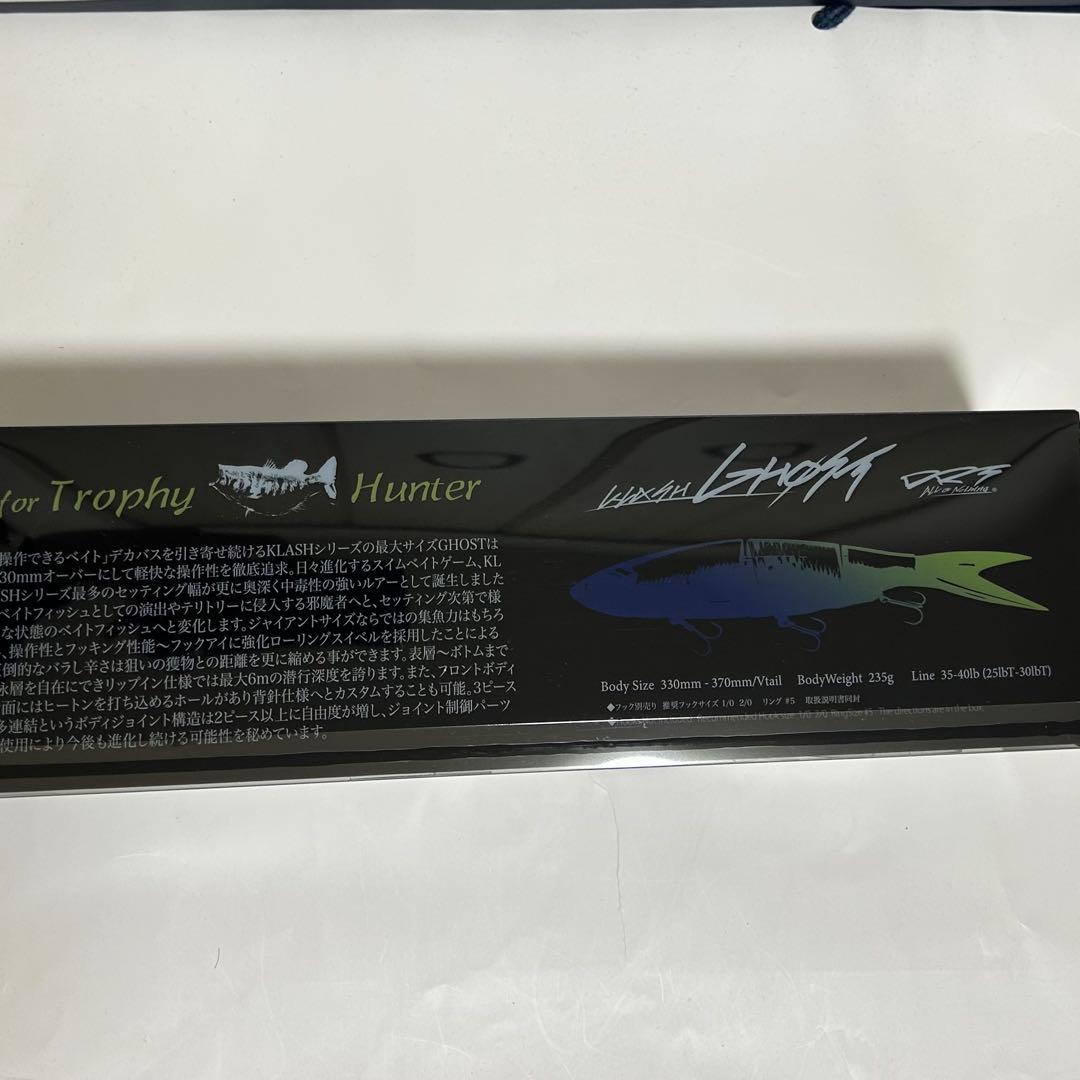 for Trophy Hunter
KLASH GHOST DRT
All or Nothing®
操作できるベイト」デカバスを引き寄せ続けるKLASHシリーズの最大サイズGHOSTは
30mmオーバーにして軽快な操作性を徹底追求。日々進化するスイムベイトゲーム、KL
SHシリーズ最多のセッティング幅が更に奥深く中毒性の強いルアーとして誕生しました
ベイトフィッシュとしての演出やテリトリーに侵入する邪魔者へと、セッティング次第で様
な状態のベイトフィッシュへと変化します。ジャイアントサイズならではの集魚力はもちろ
、操作性とフッキング性能〜フックアイに強化ローリングスイベルを採用したことによる
倒的なバラし辛さは狙いの獲物との距離を更に縮める事ができます。表層〜ボトムまで
泳層を自在にできリップイン仕様では最大6mの潜行深度を誇ります。また、フロントボディ
面にはヒートンを打ち込めるホールがあり背針仕様へとカスタムすることも可能。3ピース
多連結というボディジョイント構造は2ピース以上に自由度が増し、ジョイント制御パーツ
使用により今後も進化し続ける可能性を秘めています。
Body Size 330mm - 370mm/Vtail BodyWeight 235g Line 35-40lb (25lbT-30lbT)
◆フック別売り 推奨フックサイズ 1/0 2/0 リング #5 取扱説明書同封
Recommended Hook size 1/0 2/0 Ring size #5 The directions are in the box.